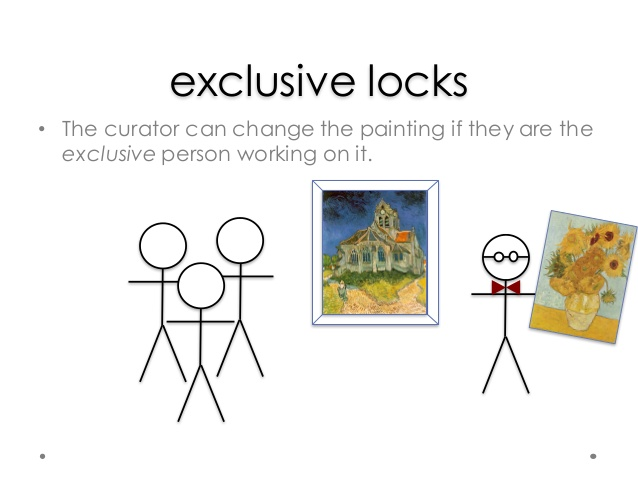 exclusive locks
• The curator can change the painting if they are the
exclusive person working on it.